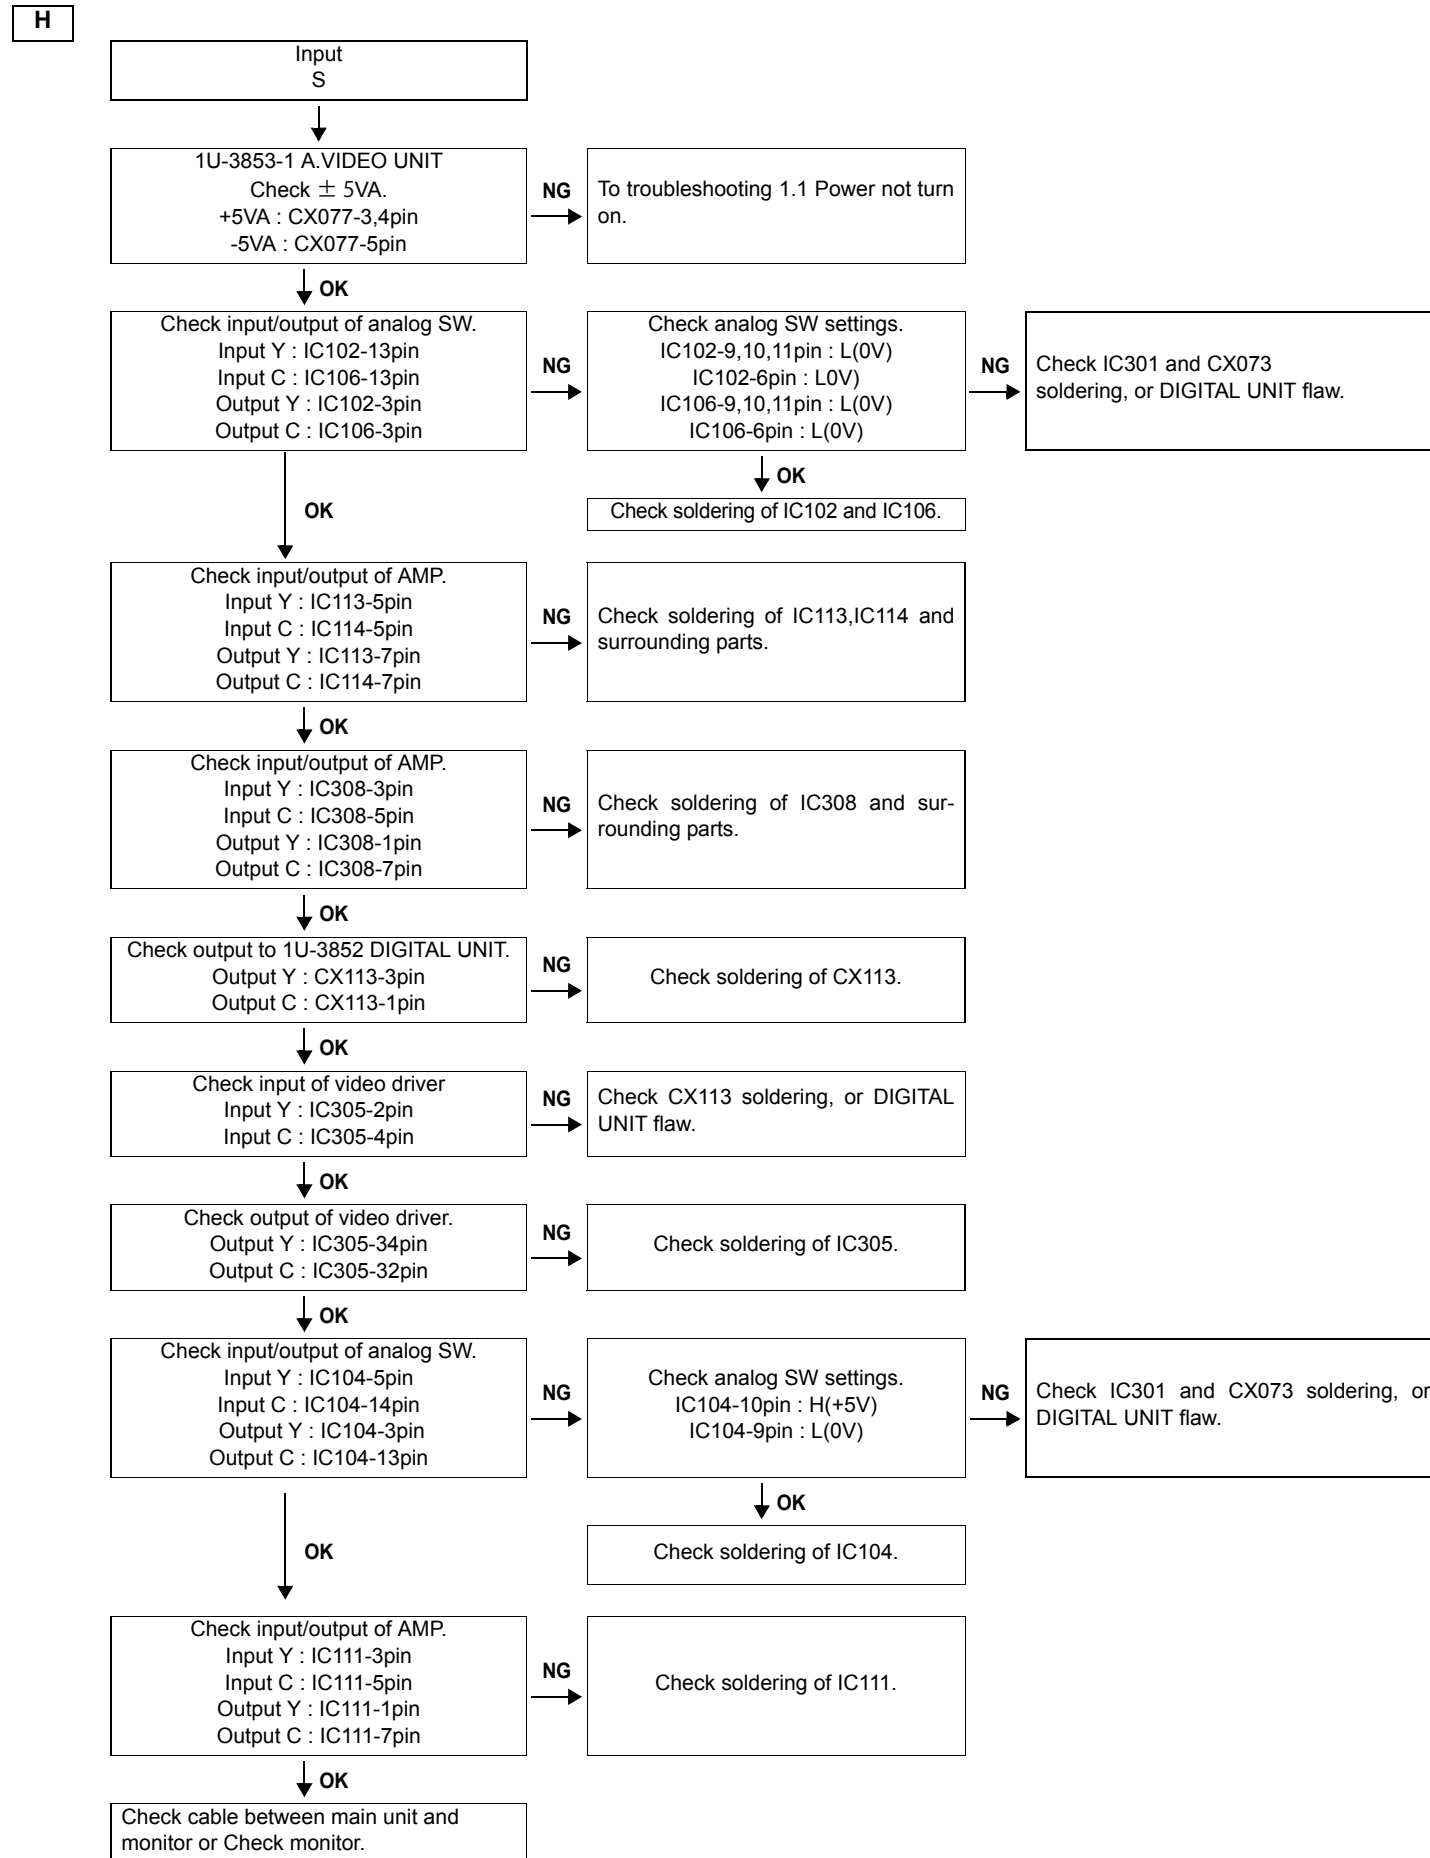 H
Input
S
1U-3853-1 A.VIDEO UNIT
Check ± 5VA.
+5VA : CX077-3,4pin
-5VA : CX077-5pin
NG
To troubleshooting 1.1 Power not turn
on.
OK
Check input/output of analog SW.
Input Y : IC102-13pin
Input C : IC106-13pin
Output Y : IC102-3pin
Output C : IC106-3pin
NG
Check analog SW settings.
IC102-9,10,11pin : L(0V)
IC102-6pin : L0V)
IC106-9,10,11pin : L(0V)
IC106-6pin : L(0V)
NG
Check IC301 and CX073
soldering, or DIGITAL UNIT flaw.
OK
Check soldering of IC102 and IC106.
OK
Check input/output of AMP.
Input Y : IC113-5pin
Input C : IC114-5pin
Output Y : IC113-7pin
Output C : IC114-7pin
NG
Check soldering of IC113,IC114 and
surrounding parts.
OK
Check input/output of AMP.
Input Y : IC308-3pin
Input C : IC308-5pin
Output Y : IC308-1pin
Output C : IC308-7pin
NG
Check soldering of IC308 and sur-
rounding parts.
OK
Check output to 1U-3852 DIGITAL UNIT.
Output Y : CX113-3pin
Output C : CX113-1pin
NG
Check soldering of CX113.
OK
Check input of video driver
Input Y : IC305-2pin
Input C : IC305-4pin
NG
Check CX113 soldering, or DIGITAL
UNIT flaw.
OK
Check output of video driver.
Output Y : IC305-34pin
Output C : IC305-32pin
NG
Check soldering of IC305.
OK
Check input/output of analog SW.
Input Y : IC104-5pin
Input C : IC104-14pin
Output Y : IC104-3pin
Output C : IC104-13pin
NG
Check analog SW settings.
IC104-10pin : H(+5V)
IC104-9pin : L(0V)
NG
Check IC301 and CX073 soldering, or
DIGITAL UNIT flaw.
OK
Check soldering of IC104.
OK
Check input/output of AMP.
Input Y : IC111-3pin
Input C : IC111-5pin
Output Y : IC111-1pin
Output C : IC111-7pin
NG
Check soldering of IC111.
OK
Check cable between main unit and
monitor or Check monitor.